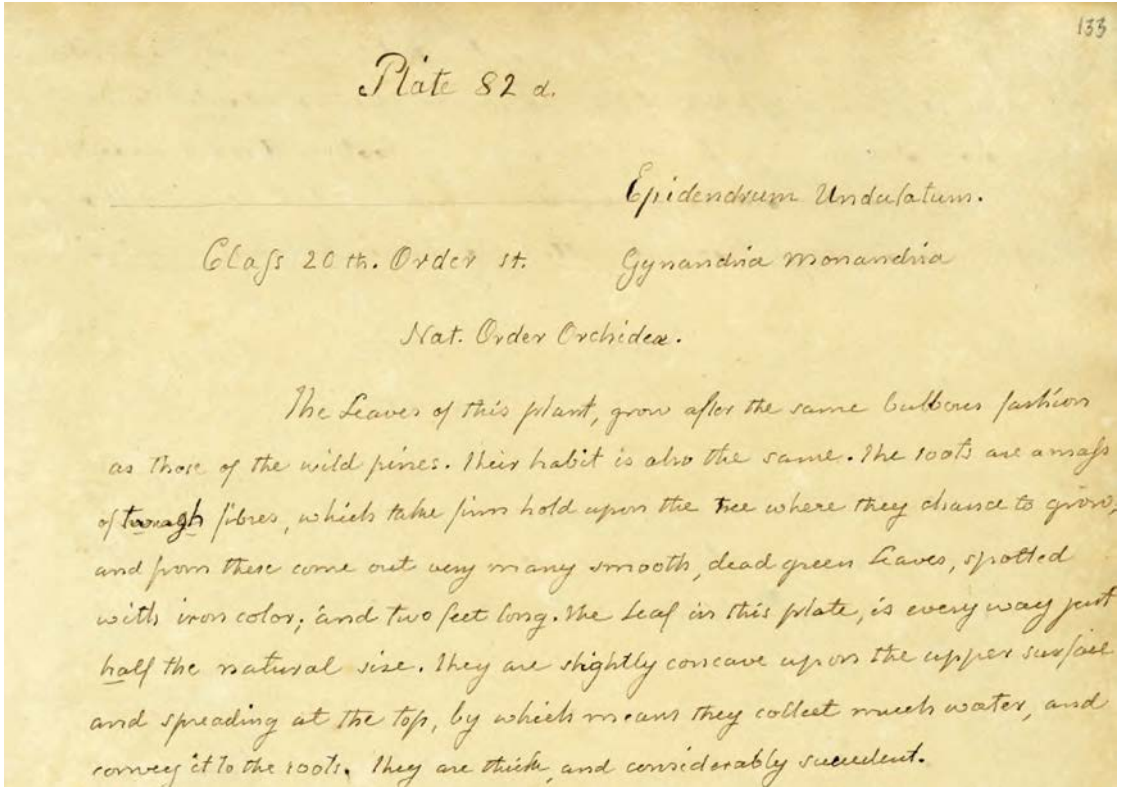 133
Plate 82 d.
Epidendrum Undulatum.
Claſs 20th. Order st. Gynandria Monandria
Nat. Order Orchideæ.
The Leaves of this plant, grow after the same bulbous fashion
as those of the wild pines. Their habit is also the same. The roots are a maſs
of tough fibres, which take firm hold upon the tree where they chance to grow,
and from these come out very many smooth, dead green Leaves, spotted
with iron color; and two feet long. The Leaf in this plate, is every way just
half the natural size. They are slightly concave upon the upper surface
and spreading at the top, by which means they collect much water, and
convey it to the roots. They are thick, and considerably succulent.